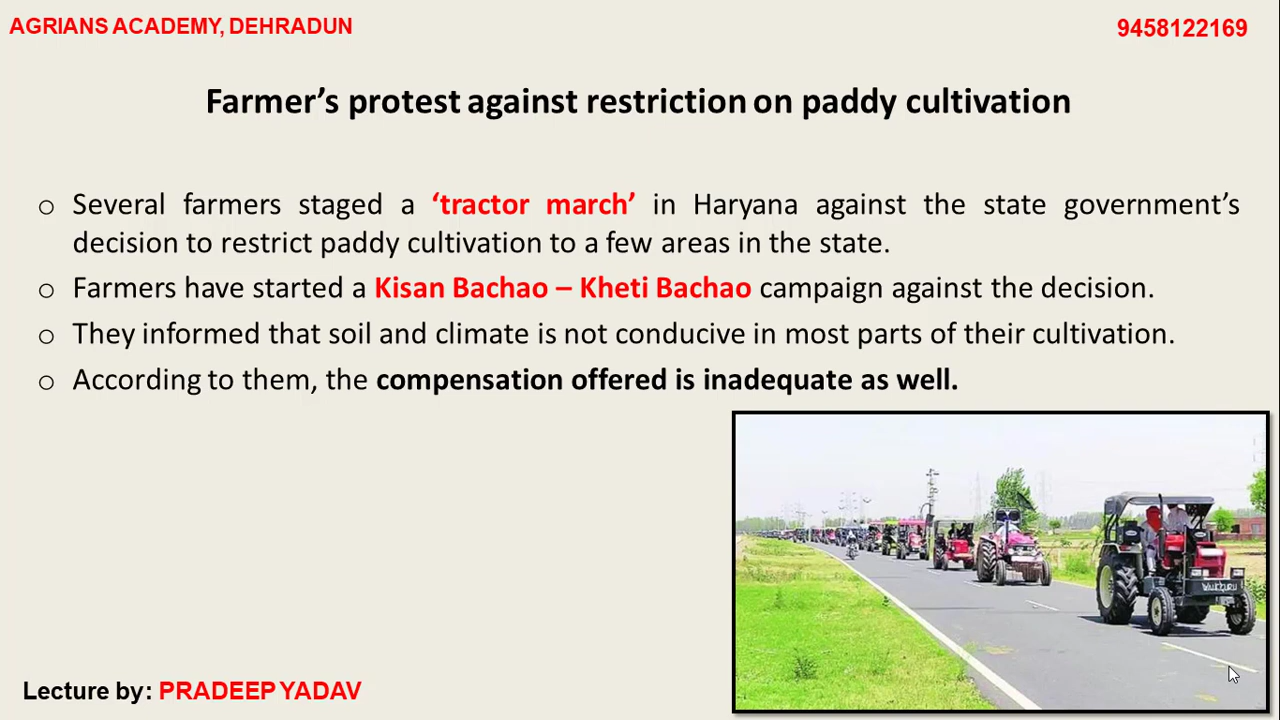 AGRIANS ACADEMY, DEHRADUN
9458122169
Farmer’s protest against restriction on paddy cultivation
o Several farmers staged a ‘tractor march’ in Haryana against the state government’s
decision to restrict paddy cultivation to a few areas in the state.
o Farmers have started a Kisan Bachao – Kheti Bachao campaign against the decision.
o They informed that soil and climate is not conducive in most parts of their cultivation.
o According to them, the compensation offered is inadequate as well.
Lecture by: PRADEEP YADAV